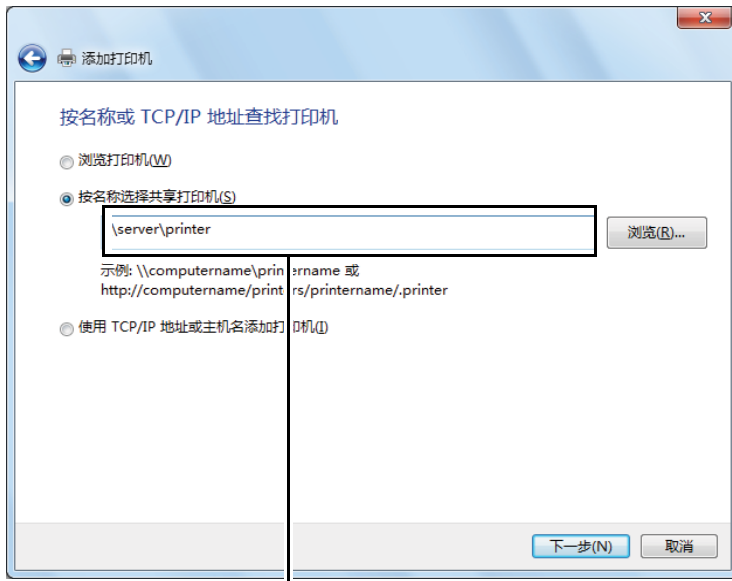 添加打印机
按名称或 TCP/IP 地址查找打印机
浏览打印机(W)
按名称选择共享打印机(S)
\server\printer
浏览(R)...
示例: \\computername\printername 或
http://computername/printers/printername/.printer
使用 TCP/IP 地址或主机名添加打印机(I)
下一步(N)
取消